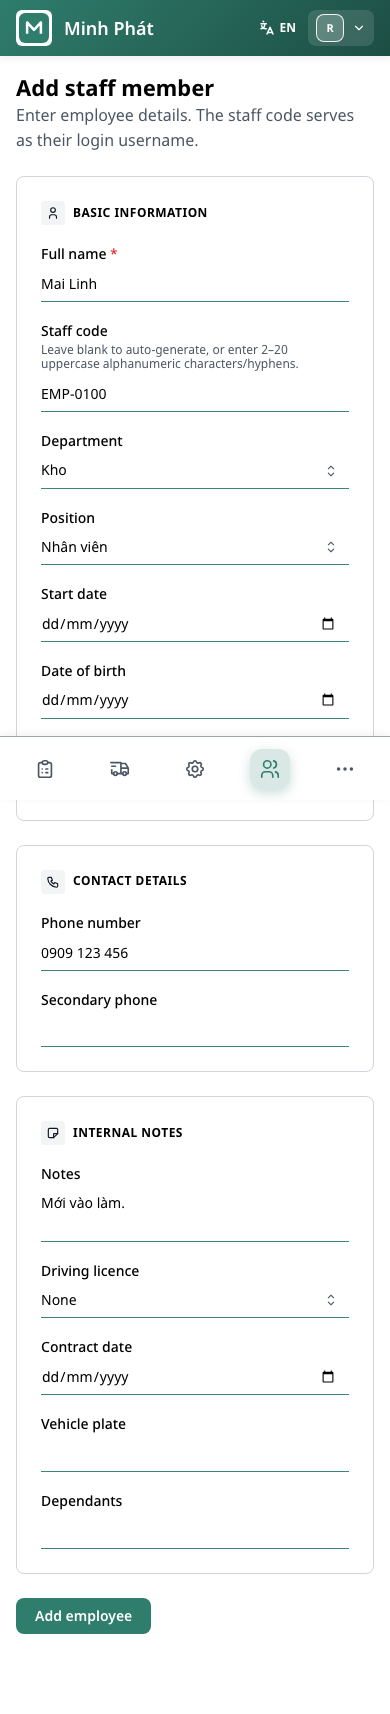 Minh Phát
EN
R
Add staff member
Enter employee details. The staff code serves
as their login username.
BASIC INFORMATION
Full name *
Mai Linh
Staff code
Leave blank to auto-generate, or enter 2–20
uppercase alphanumeric characters/hyphens.
EMP-0100
Department
Kho
Position
Nhân viên
Start date
dd/mm/yyyy
Date of birth
dd/mm/yyyy
CONTACT DETAILS
Phone number
0909 123 456
Secondary phone
INTERNAL NOTES
Notes
Mới vào làm.
Driving licence
None
Contract date
dd/mm/yyyy
Vehicle plate
Dependants
Add employee